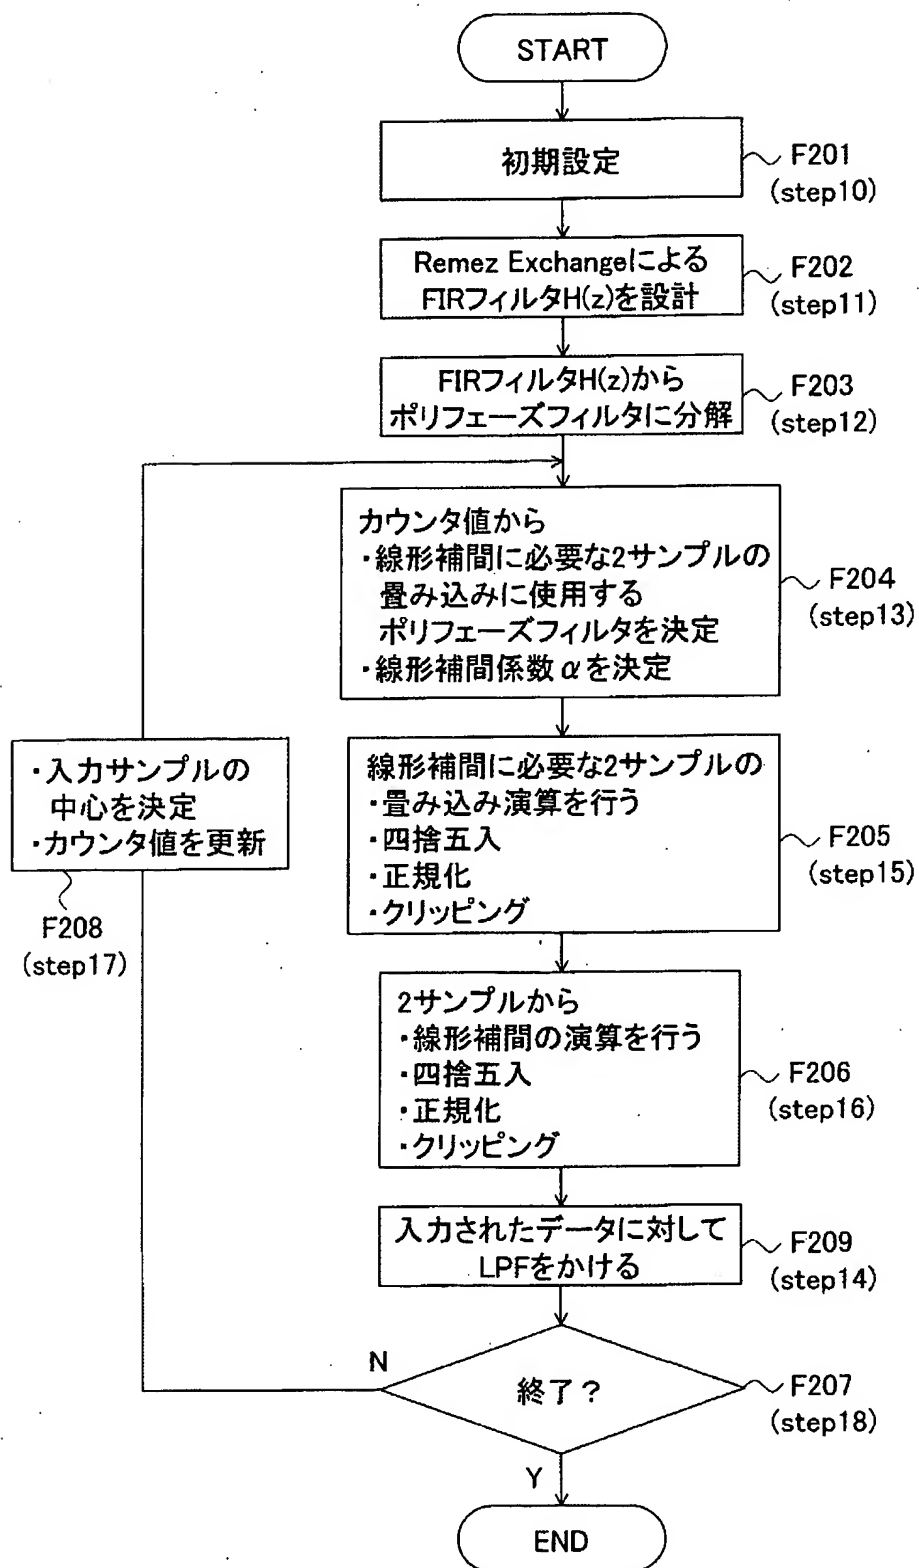 START
初期設定
F201
(step10)
Remez Exchangeによる
FIRフィルタH(z)を設計
F202
(step11)
FIRフィルタH(z)から
ポリフェーズフィルタに分解
F203
(step12)
カウンタ値から
・線形補間に必要な2サンプルの
畳み込みに使用する
ポリフェーズフィルタを決定
・線形補間係数αを決定
F204
(step13)
・入力サンプルの
中心を決定
・カウンタ値を更新
F208
(step17)
線形補間に必要な2サンプルの
・畳み込み演算を行う
・四捨五入
・正規化
・クリッピング
F205
(step15)
2サンプルから
・線形補間の演算を行う
・四捨五入
・正規化
・クリッピング
F206
(step16)
入力されたデータに対して
LPFをかける
F209
(step14)
N
終了?
F207
(step18)
Y
END